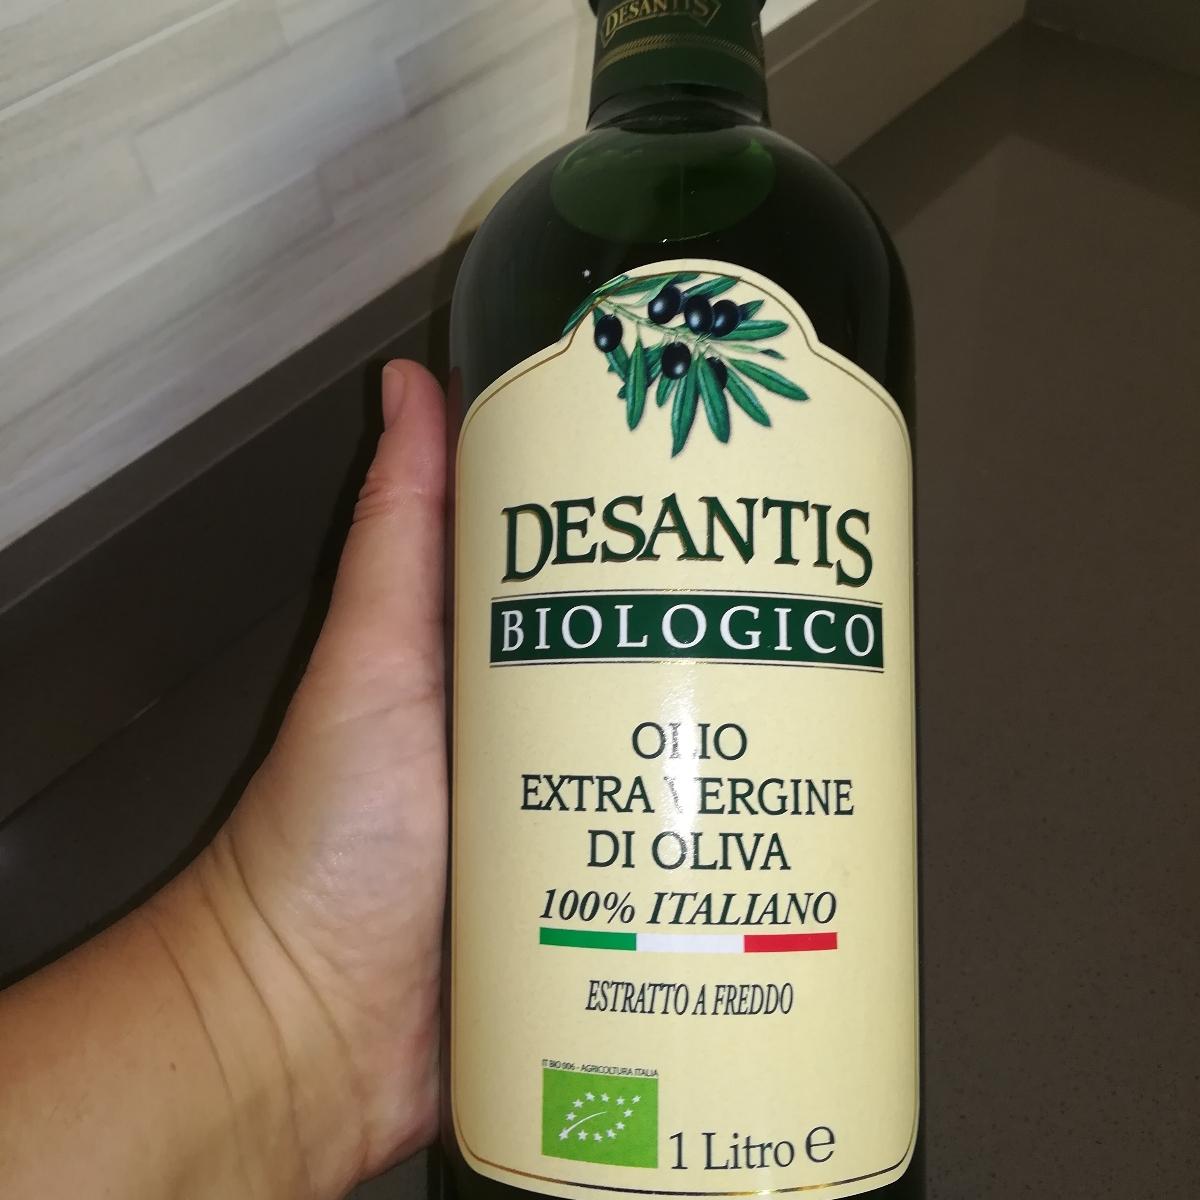 DESANTIS
DESANTIS
BIOLOGICO
OLIO
EXTRA VERGINE
DI OLIVA
100% ITALIANO
ESTRATTO A FREDDO
IT BIO 006 - AGRICOLTURA ITALIA
1 Litro e